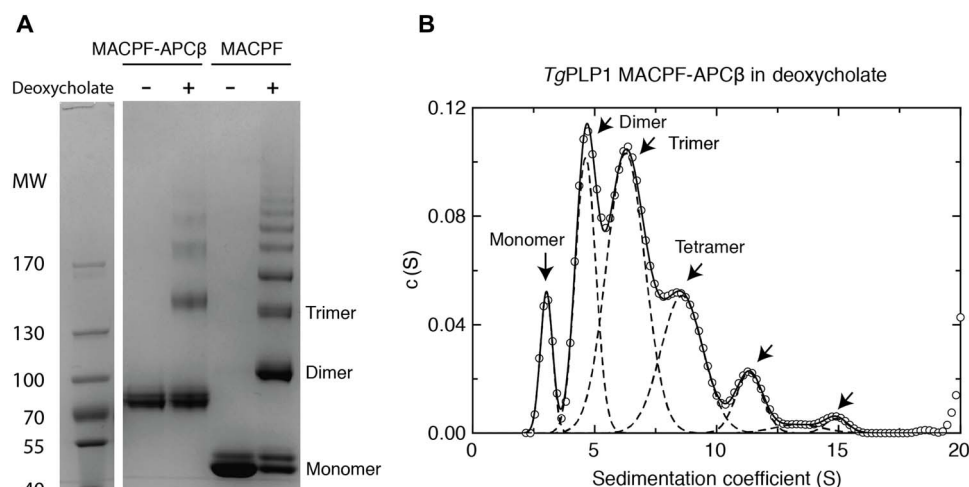 A
MACPF-APCβ MACPF
Deoxycholate - + - +
MW
170
130
100
70
55
40
Trimer
Dimer
Monomer
B
TgPLP1 MACPF-APCβ in deoxycholate
0.12
0.08
0.04
0.00
c (S)
Monomer
Dimer
Trimer
Tetramer
0 5 10 15 20
Sedimentation coefficient (S)